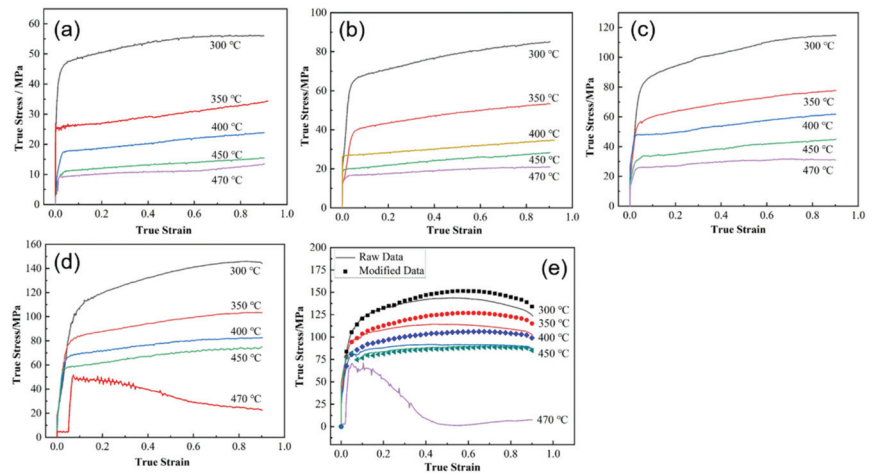 (a)
300 °C
350 °C
400 °C
450 °C
470 °C
60
50
40
30
20
10
0
0.0 0.2 0.4 0.6 0.8 1.0
True Stress / MPa
True Strain
(b)
300 °C
350 °C
400 °C
450 °C
470 °C
100
80
60
40
20
0
0.0 0.2 0.4 0.6 0.8 1.0
True Stress/MPa
True Strain
(c)
300 °C
350 °C
400 °C
450 °C
470 °C
120
100
80
60
40
20
0
0.0 0.2 0.4 0.6 0.8 1.0
True Stress/MPa
True Strain
(d)
300 °C
350 °C
400 °C
450 °C
470 °C
160
140
120
100
80
60
40
20
0
0.0 0.2 0.4 0.6 0.8 1.0
True Stress/MPa
True Strain
Raw Data
Modified Data
(e)
300 °C
350 °C
400 °C
450 °C
470 °C
200
175
150
125
100
75
50
25
0
0.0 0.2 0.4 0.6 0.8 1.0
True Stress/MPa
True Strain